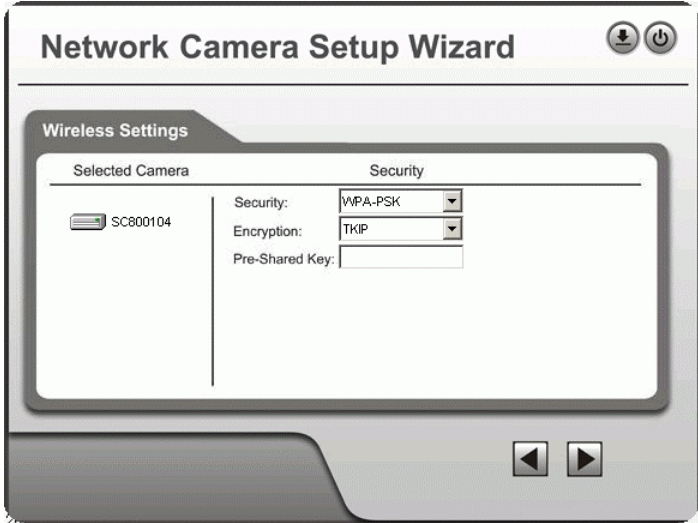 Network Camera Setup Wizard
Wireless Settings
Selected Camera
Security
SC800104
Security: WPA-PSK
Encryption: TKIP
Pre-Shared Key: